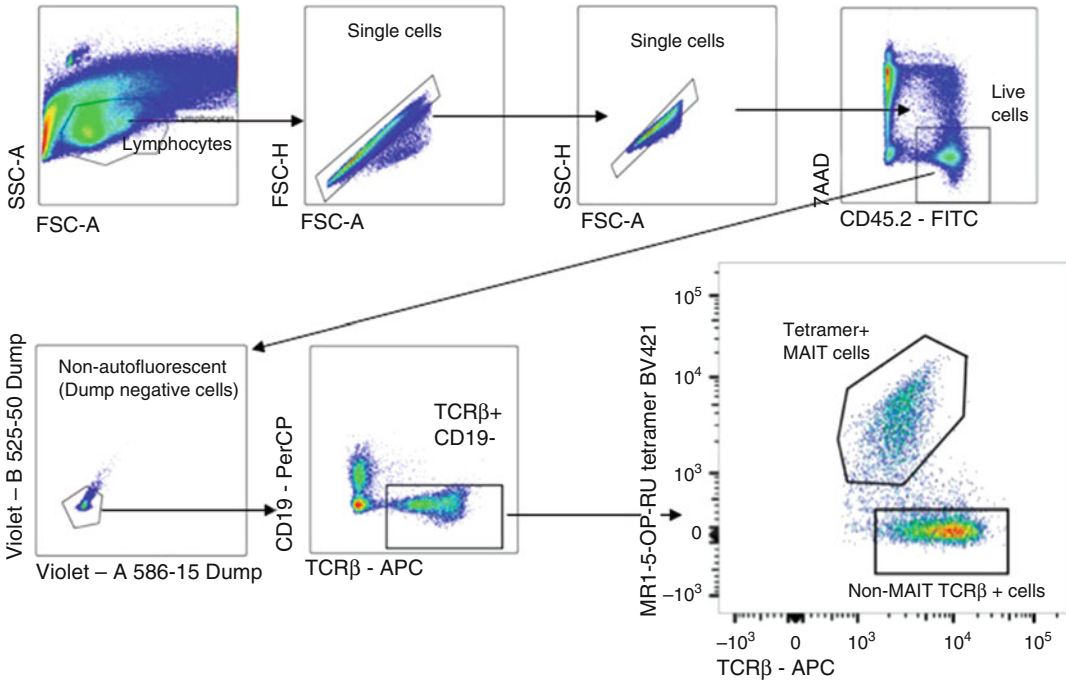 SSC-A
Lymphocytes
FSC-A
Single cells
FSC-H
FSC-A
Single cells
SSC-H
FSC-A
Live
cells
7AAD
CD45.2 - FITC
Violet – B 525-50 Dump
Non-autofluorescent
(Dump negative cells)
Violet – A 586-15 Dump
CD19 - PerCP
TCRβ+
CD19-
TCRβ - APC
MR1-5-OP-RU tetramer BV421
10⁵
10⁴
10³
0
–10³
Tetramer+
MAIT cells
Non-MAIT TCRβ + cells
–10³ 0 10³ 10⁴ 10⁵
TCRβ - APC